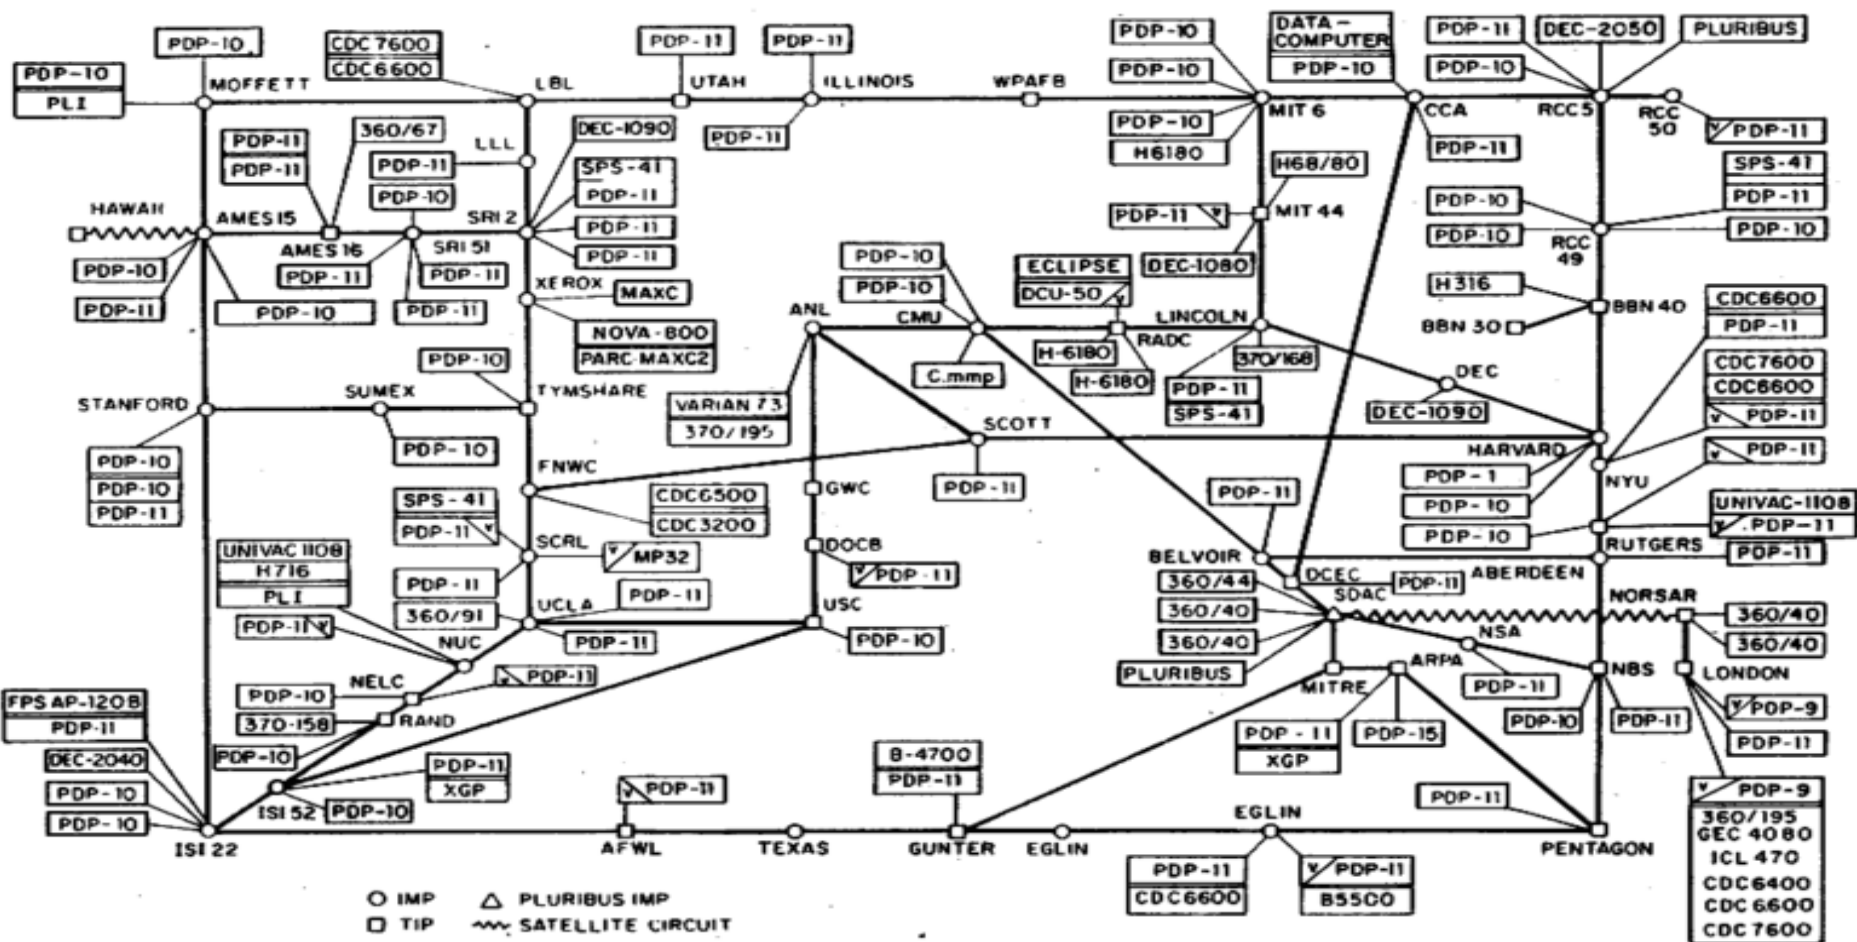 PDP-10
CDC 7600
CDC 6600
PDP-11
PDP-11
PDP-10
DATA-
COMPUTER
PDP-10
PDP-11
DEC-2050
PLURIBUS
PDP-10
PLI
MOFFETT
LBL
UTAH
ILLINOIS
WPAFB
PDP-10
PDP-10
MIT 6
CCA
PDP-10
RCC5
RCC
50
PDP-11
PDP-11
PDP-11
360/67
LLL
PDP-11
DEC-1090
PDP-11
H6180
PDP-11
H68/80
SPS-41
PDP-11
PDP-10
SPS-41
PDP-11
PDP-10
HAWAII
AMES15
AMES16
SRI 51
SRI 2
PDP-11
PDP-11
PDP-11
MIT 44
PDP-10
RCC
49
PDP-10
PDP-10
PDP-11
PDP-10
PDP-11
PDP-11
PDP-11
XEROX
MAXC
PDP-10
PDP-10
ECLIPSE
DCU-50
DEC-1080
H316
BBN 40
BBN 30
CDC6600
PDP-11
NOVA-800
PARC-MAXC2
ANL
CMU
RADC
LINCOLN
H-6180
370/168
C.mmp
H-6180
PDP-11
SPS-41
DEC
DEC-1090
CDC7600
CDC6600
PDP-11
PDP-11
PDP-10
STANFORD
SUMEX
TYMSHARE
VARIAN 73
370/195
PDP-10
PDP-10
PDP-11
PDP-10
SCOTT
PDP-11
HARVARD
PDP-1
PDP-10
PDP-10
NYU
UNIVAC-1108
PDP-11
FNWC
CDC6500
CDC3200
GWC
SPS-41
PDP-11
SCRL
MP32
DOCB
PDP-11
PDP-11
BELVOIR
RUTGERS
PDP-11
UNIVAC 1108
H716
PLI
PDP-11
PDP-11
360/91
UCLA
PDP-11
PDP-11
USC
PDP-10
DCEC
PDP-11
ABERDEEN
SDAC
360/44
360/40
360/40
PLURIBUS
NORSAR
360/40
360/40
NUC
NSA
PDP-11
NELC
PDP-10
PDP-11
370-158
RAND
PDP-10
MITRE
ARPA
NBS
LONDON
PDP-10
PDP-11
PDP-9
PDP-11
PDP-11
XGP
PDP-15
FPS AP-120B
PDP-11
DEC-2040
PDP-10
PDP-10
ISI 52
PDP-11
XGP
PDP-10
PDP-11
B-4700
PDP-11
PDP-11
PDP-9
360/195
GEC 4080
ICL 470
CDC6400
CDC6600
CDC7600
ISI 22
AFWL
TEXAS
GUNTER
EGLIN
EGLIN
PENTAGON
PDP-11
CDC6600
PDP-11
B5500
IMP
PLURIBUS IMP
TIP
SATELLITE CIRCUIT